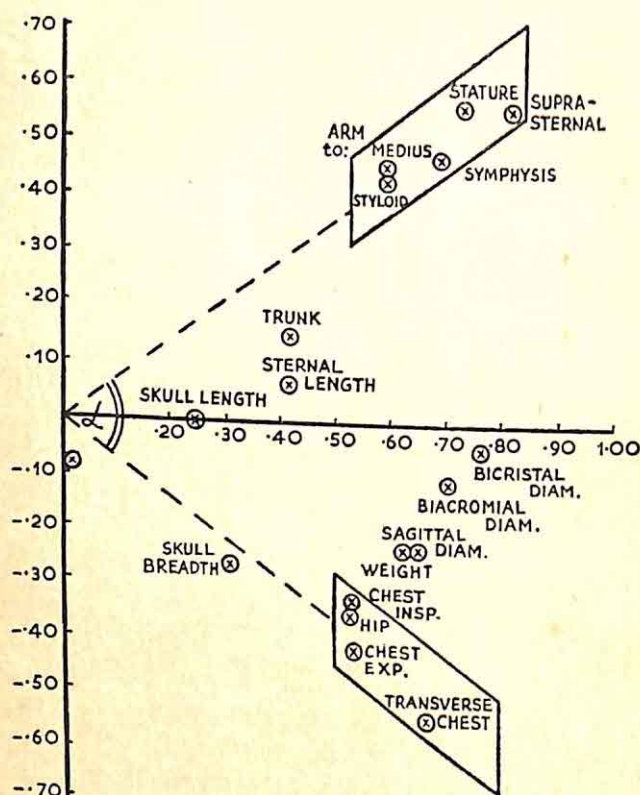 ·70
·60
·50
·40
·30
·20
·10
-.10
-.20
-.30
-.40
-.50
-.60
-.70
.20 .30 .40 .50 .60 .70 .80 .90 1.00
ARM
to:
STATURE
SUPRA-
STERNAL
MEDIUS
SYMPHYSIS
STYLOID
TRUNK
STERNAL
LENGTH
SKULL LENGTH
α
BICRISTAL
DIAM.
BIACROMIAL
DIAM.
SAGITTAL
DIAM.
WEIGHT
SKULL
BREADTH
CHEST
INSP.
HIP
CHEST
EXP.
TRANSVERSE
CHEST